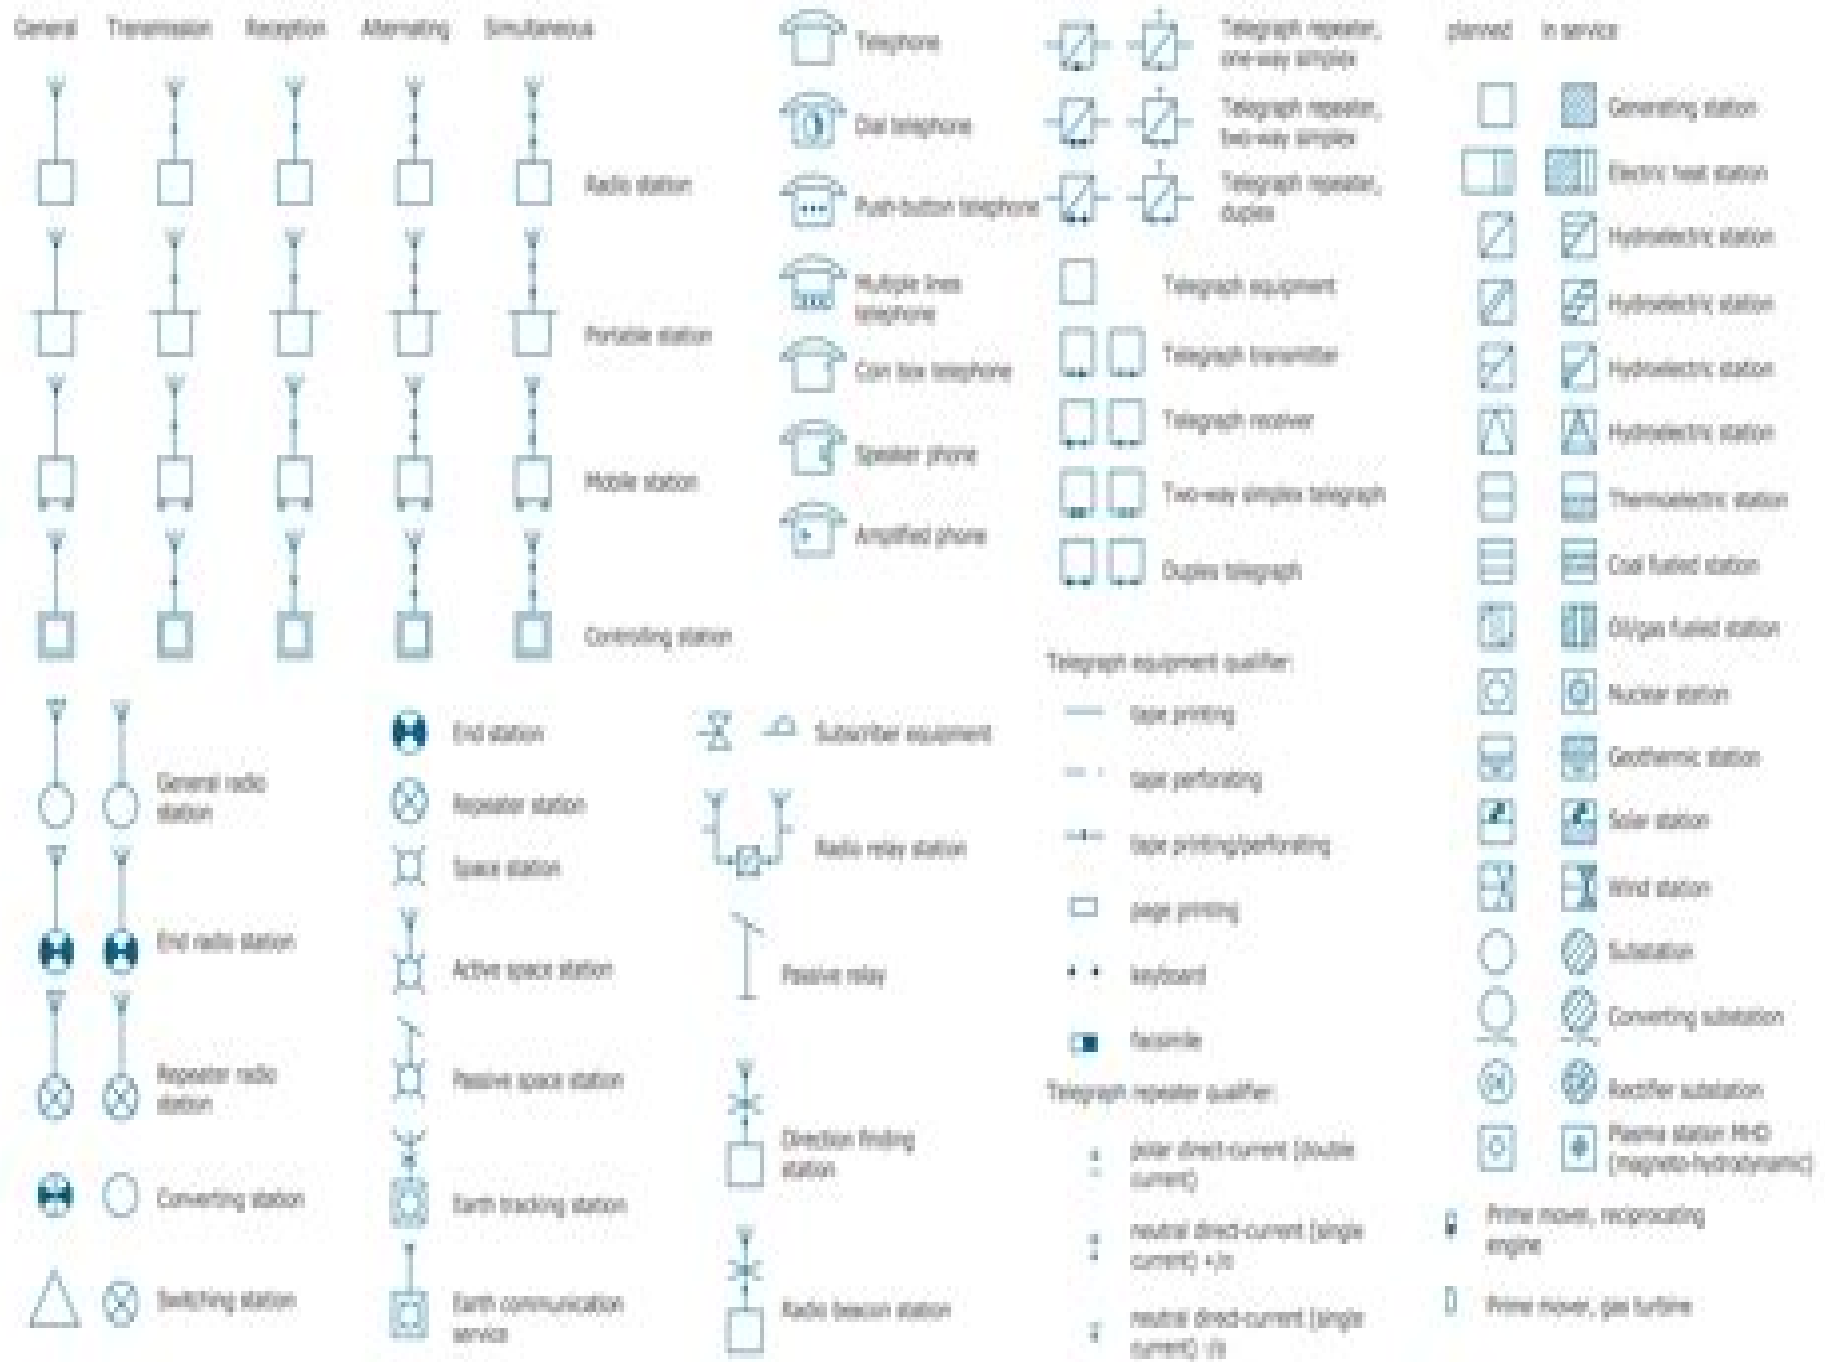 General Transmission Reception Alternating Simultaneous
Radio station
Portable station
Mobile station
Controlling station
General radio
station
End radio station
Repeater radio
station
Converting station
Switching station
End station
Repeater station
Space station
Active space station
Passive space station
Earth tracking station
Earth communication
service
Subscriber equipment
Radio relay station
Passive relay
Direction finding
station
Radio beacon station
Telephone
Dial telephone
Push-button telephone
Multiple lines
telephone
Coin box telephone
Speaker phone
Amplified phone
Telegraph repeater,
one-way simplex
Telegraph repeater,
two-way simplex
Telegraph repeater,
duplex
Telegraph equipment
Telegraph transmitter
Telegraph receiver
Two-way simplex telegraph
Duplex telegraph
Telegraph equipment qualifier:
tape printing
tape perforating
tape printing/perforating
page printing
keyboard
facsimile
Telegraph repeater qualifier:
polar direct-current (double
current)
neutral direct-current (single
current) +/0
neutral direct-current (single
current) -/0
planned In service
Generating station
Electric heat station
Hydroelectric station
Hydroelectric station
Hydroelectric station
Hydroelectric station
Thermoelectric station
Coal fueled station
Oil/gas fueled station
Nuclear station
Geothermic station
Solar station
Wind station
Substation
Converting substation
Rectifier substation
Plasma station MHD
(magneto-hydrodynamic)
Prime mover, reciprocating
engine
Prime mover, gas turbine